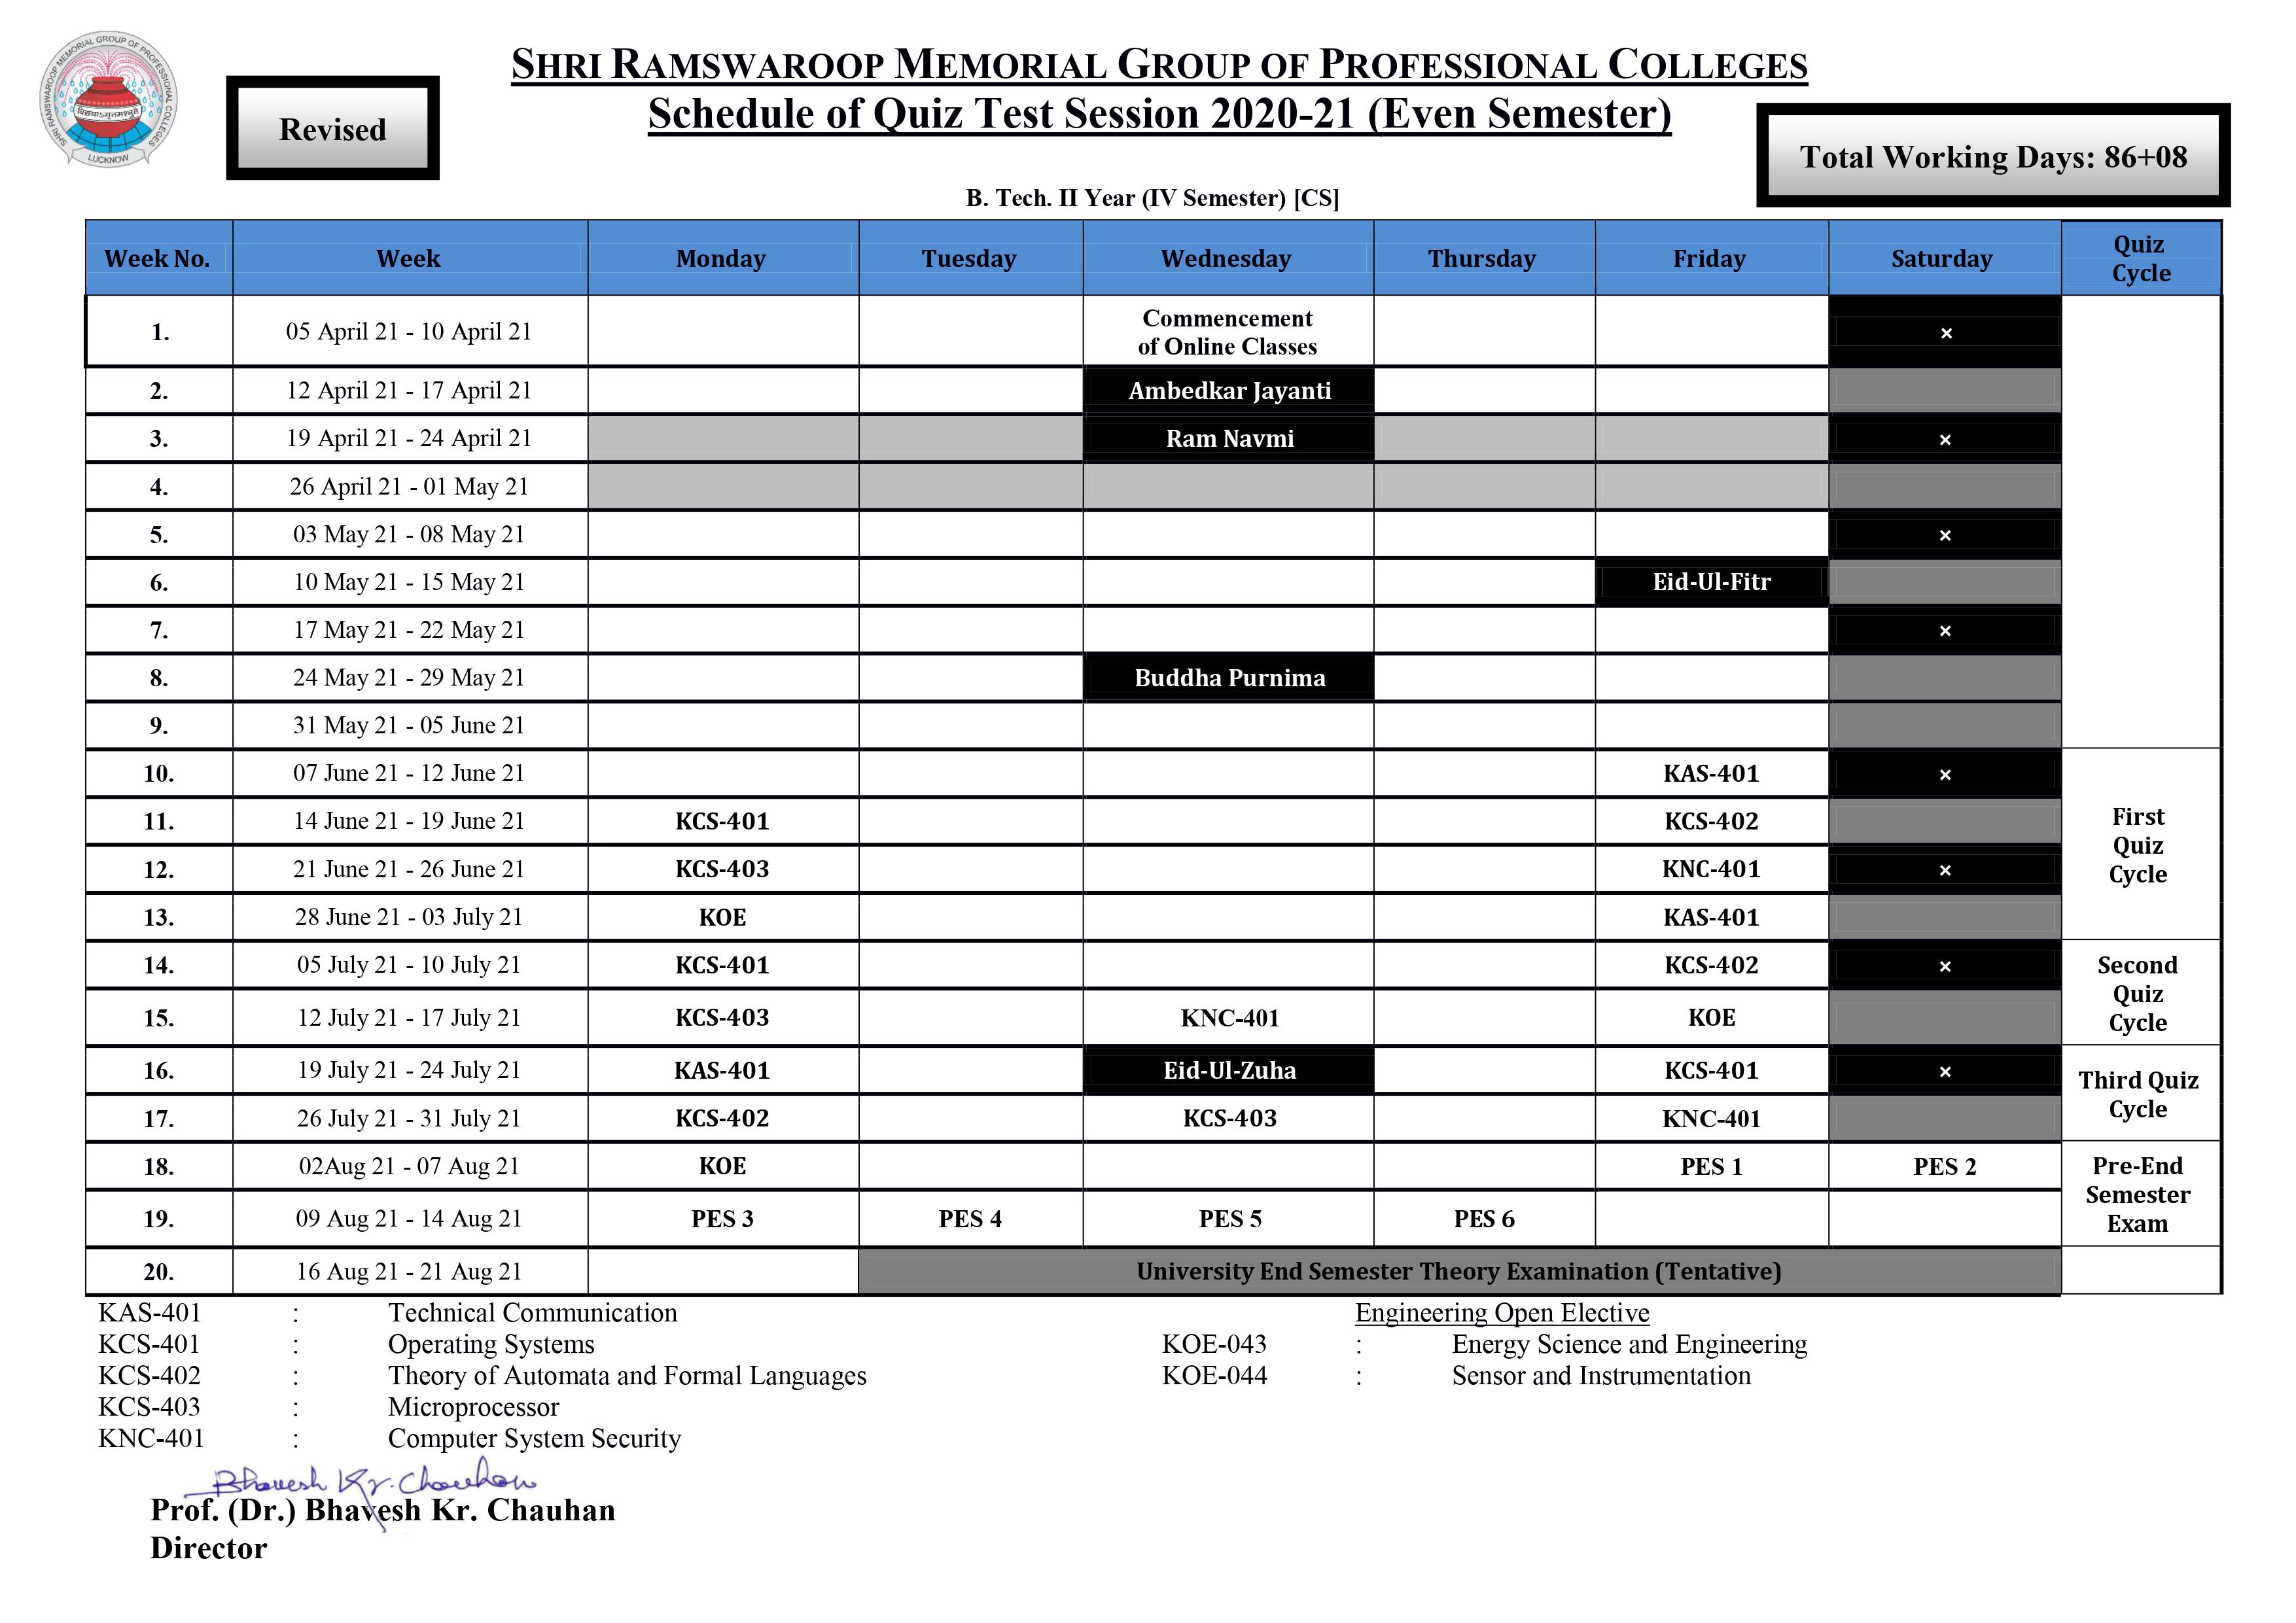 SHRI RAMSWAROOP MEMORIAL GROUP OF PROFESSIONAL COLLEGES
LUCKNOW
SHRI RAMSWAROOP MEMORIAL GROUP OF PROFESSIONAL COLLEGES
Schedule of Quiz Test Session 2020-21 (Even Semester)
Revised
Total Working Days: 86+08
B. Tech. II Year (IV Semester) [CS]
Week No. Week Monday Tuesday Wednesday Thursday Friday Saturday Quiz Cycle
1. 05 April 21 - 10 April 21 Commencement of Online Classes ×
2. 12 April 21 - 17 April 21 Ambedkar Jayanti
3. 19 April 21 - 24 April 21 Ram Navmi ×
4. 26 April 21 - 01 May 21
5. 03 May 21 - 08 May 21 ×
6. 10 May 21 - 15 May 21 Eid-Ul-Fitr
7. 17 May 21 - 22 May 21 ×
8. 24 May 21 - 29 May 21 Buddha Purnima
9. 31 May 21 - 05 June 21
10. 07 June 21 - 12 June 21 KAS-401 ×
11. 14 June 21 - 19 June 21 KCS-401 KCS-402
12. 21 June 21 - 26 June 21 KCS-403 KNC-401 ×
13. 28 June 21 - 03 July 21 KOE KAS-401
First Quiz Cycle
14. 05 July 21 - 10 July 21 KCS-401 KCS-402 ×
15. 12 July 21 - 17 July 21 KCS-403 KNC-401 KOE
Second Quiz Cycle
16. 19 July 21 - 24 July 21 KAS-401 Eid-Ul-Zuha KCS-401 ×
17. 26 July 21 - 31 July 21 KCS-402 KCS-403 KNC-401
Third Quiz Cycle
18. 02Aug 21 - 07 Aug 21 KOE PES 1 PES 2
19. 09 Aug 21 - 14 Aug 21 PES 3 PES 4 PES 5 PES 6
Pre-End Semester Exam
20. 16 Aug 21 - 21 Aug 21 University End Semester Theory Examination (Tentative)
KAS-401 : Technical Communication
KCS-401 : Operating Systems
KCS-402 : Theory of Automata and Formal Languages
KCS-403 : Microprocessor
KNC-401 : Computer System Security
Engineering Open Elective
KOE-043 : Energy Science and Engineering
KOE-044 : Sensor and Instrumentation
Bhavesh Kr. Chauhan
Prof. (Dr.) Bhavesh Kr. Chauhan
Director